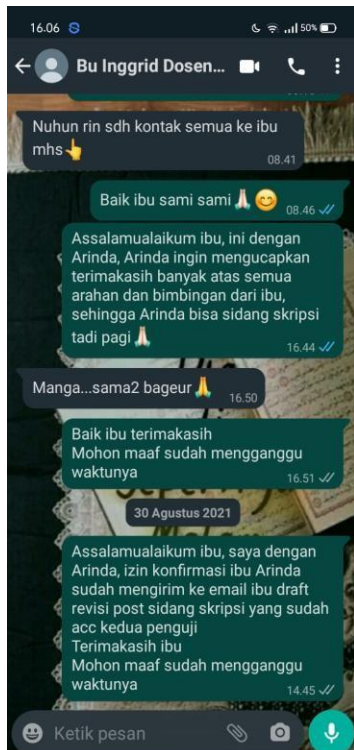 16.06 S 50%
Bu Inggrid Dosen...
Nuhun rin sdh kontak semua ke ibu
mhs👆
08.41
Baik ibu sami sami🙏🏻😊 08.46
Assalamualaikum ibu, ini dengan
Arinda, Arinda ingin mengucapkan
terimakasih banyak atas semua
arahan dan bimbingan dari ibu,
sehingga Arinda bisa sidang skripsi
tadi pagi🙏🏻
16.44
Manga...sama2 bageur🙏 16.50
Baik ibu terimakasih
Mohon maaf sudah mengganggu
waktunya 16.51
30 Agustus 2021
Assalamualaikum ibu, saya dengan
Arinda, izin konfirmasi ibu Arinda
sudah mengirim ke email ibu draft
revisi post sidang skripsi yang sudah
acc kedua penguji
Terimakasih ibu
Mohon maaf sudah mengganggu
waktunya 14.45
Ketik pesan